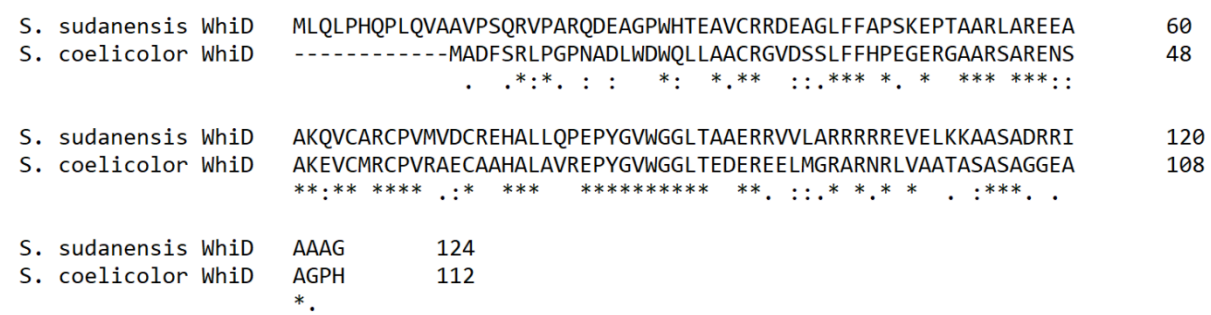 S. sudanensis WhiD MLQLPHQPLQVAAVPSQRVPARQDEAGPWHTEAVCRRDEAGLFFAPSKEPTAARLAREEA 60
S. coelicolor WhiD ------------MADFSRLPGPNADLWDWQLLAACRGVDSSLFFHPEGERGAARSARENS 48
. .*:*. : : *: *.** ::.*** *. * *** ***::
S. sudanensis WhiD AKQVCARCPVMVDCREHALLQPEPYGVWGGLTAAERRVVLARRRRREVELKKAASADRRI 120
S. coelicolor WhiD AKEVCMRCPVRAECAAHALAVREPYGVWGGLTEDEREELMGRARNRLVAATASASAGGEA 108
**:** **** .:* *** ********** **. ::.* *.* * . :***. .
S. sudanensis WhiD AAAG 124
S. coelicolor WhiD AGPH 112
*.